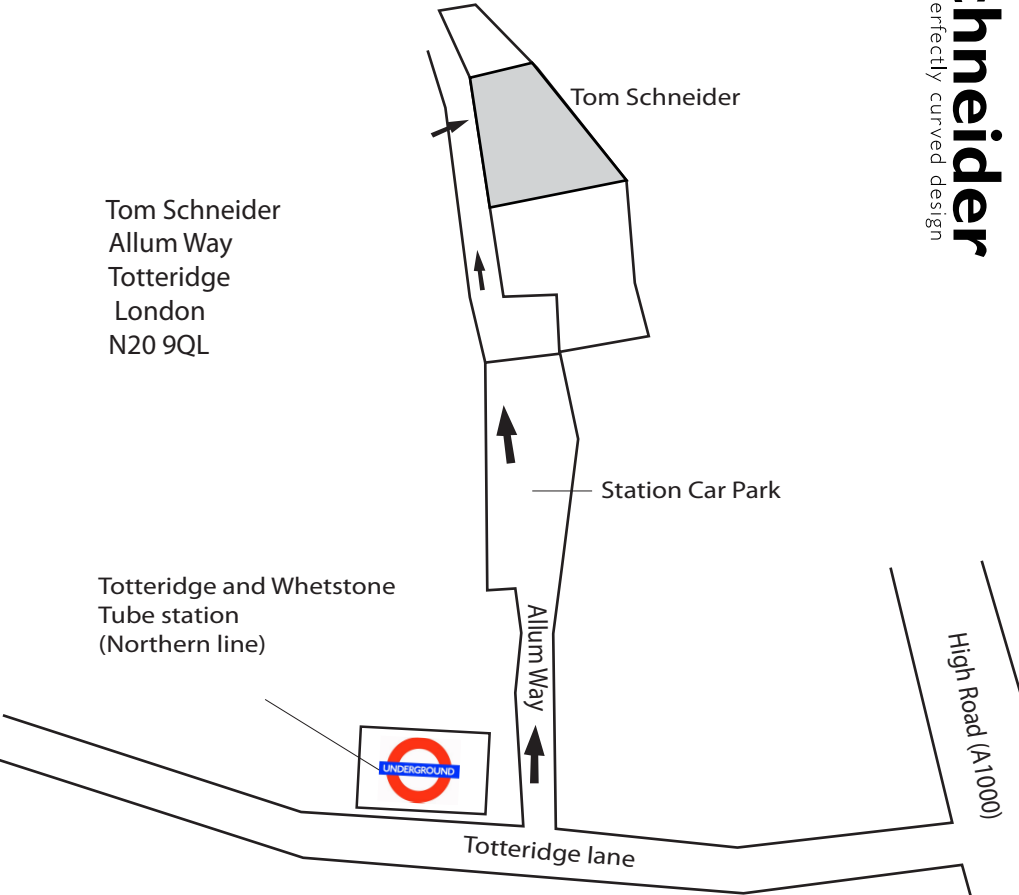 Tom Schneider
Tom Schneider
Allum Way
Totteridge
London
N20 9QL
Station Car Park
Totteridge and Whetstone
Tube station
(Northern line)
Allum Way
High Road (A1000)
UNDERGROUND
Totteridge lane
hneider
erfectly curved design